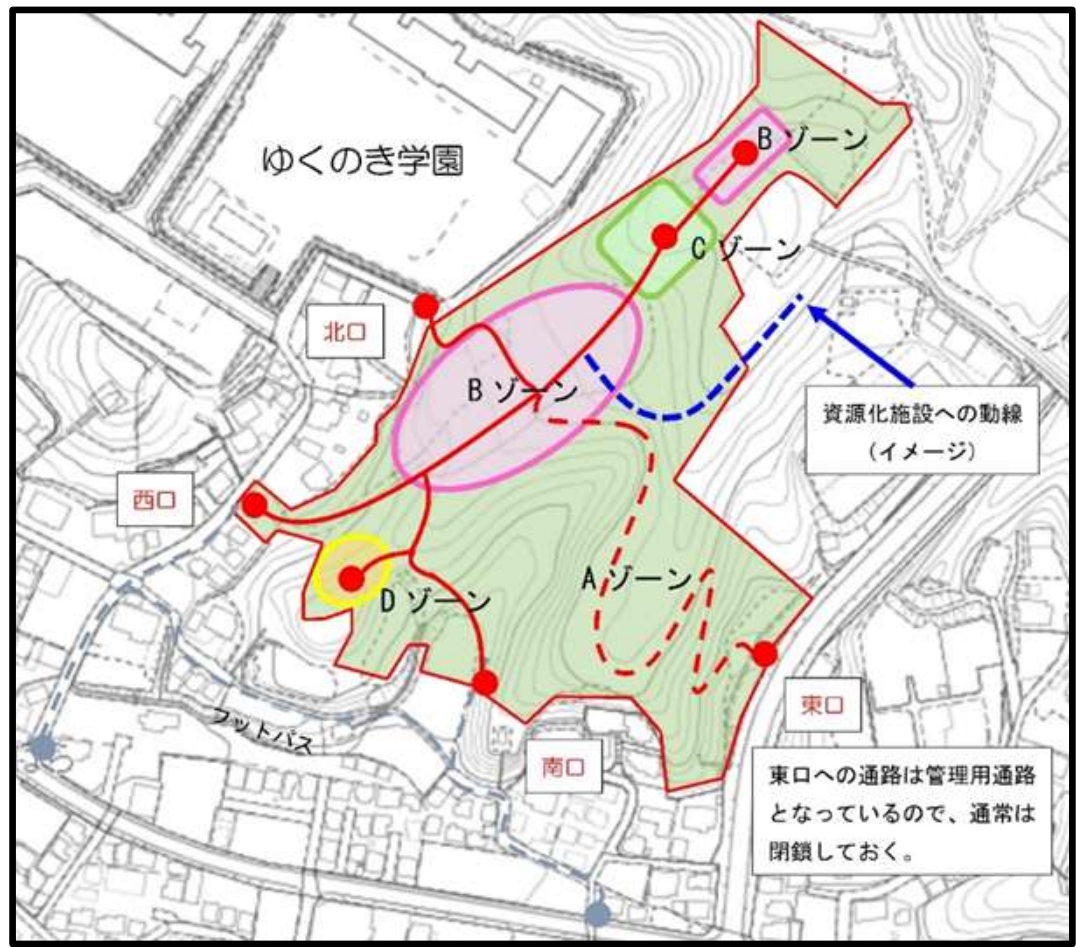 ゆくのき学園
Bゾーン
Cゾーン
北口
Bゾーン
資源化施設への動線
(イメージ)
西口
Aゾーン
Dゾーン
東口
フットパス
南口
東口への通路は管理用通路
となっているので、通常は
閉鎖しておく。